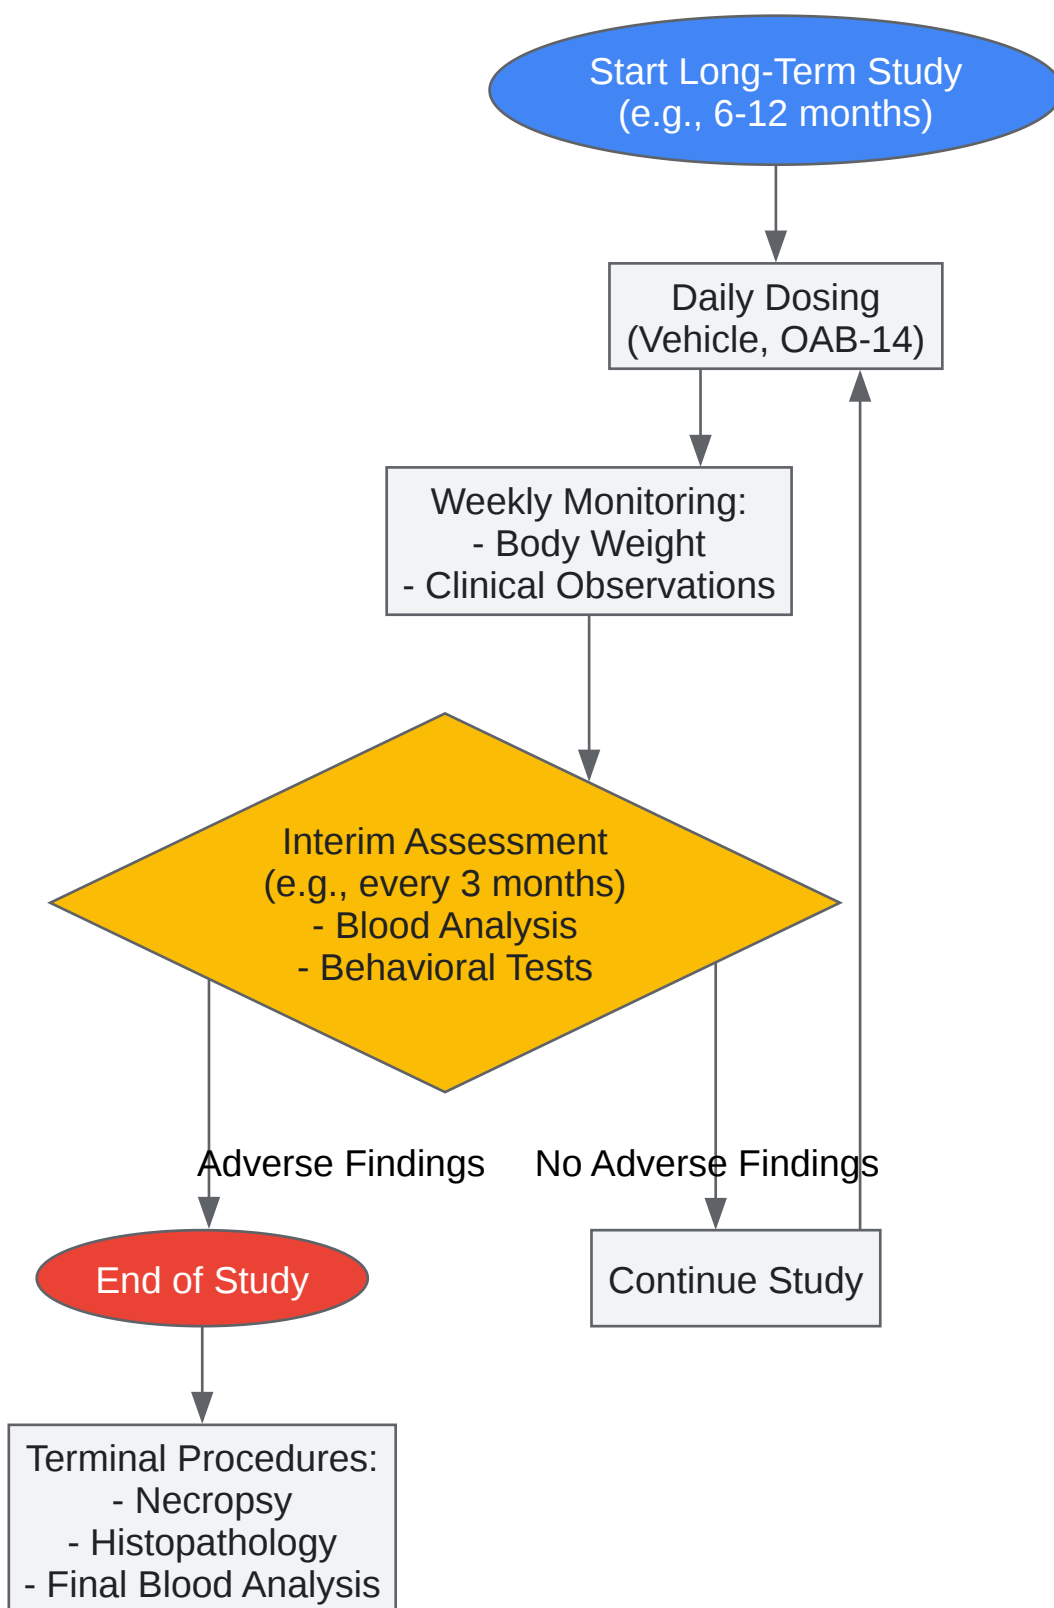 Start Long-Term Study
(e.g., 6-12 months)
Daily Dosing
(Vehicle, OAB-14)
Weekly Monitoring:
- Body Weight
- Clinical Observations
Interim Assessment
(e.g., every 3 months)
- Blood Analysis
- Behavioral Tests
Adverse Findings
No Adverse Findings
End of Study
Continue Study
Terminal Procedures:
- Necropsy
- Histopathology
- Final Blood Analysis